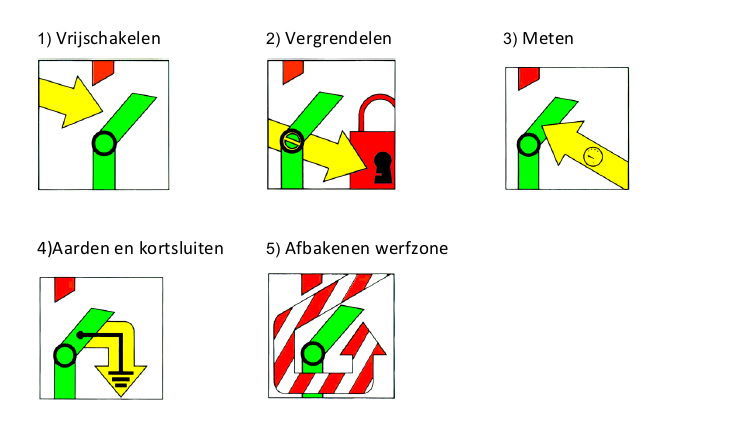 1) Vrijschakelen
2) Vergrendelen
3) Meten
4)Aarden en kortsluiten
5) Afbakenen werfzone